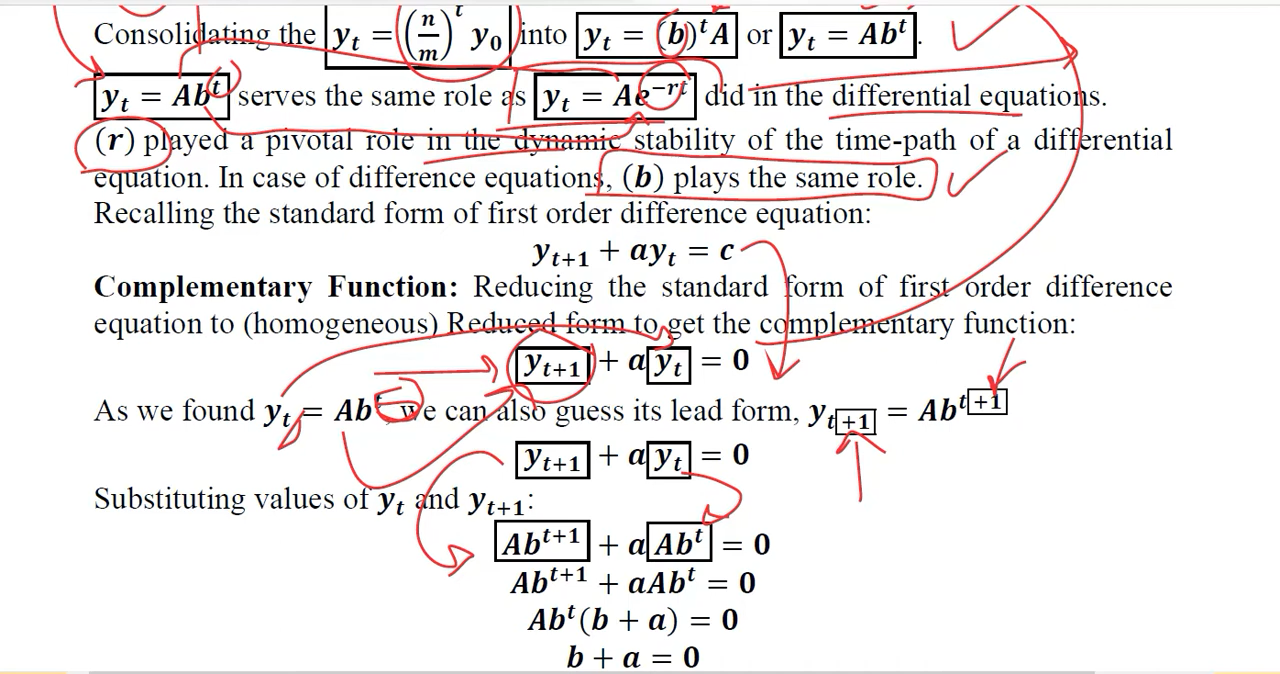 Consolidating the y_t = (n/m)^t y_0 into y_t = (b)^t A or y_t = Ab^t.
y_t = Ab^t serves the same role as y_t = Ae^{-rt} did in the differential equations.
(r) played a pivotal role in the dynamic stability of the time-path of a differential
equation. In case of difference equations, (b) plays the same role.
Recalling the standard form of first order difference equation:
y_{t+1} + ay_t = c
Complementary Function: Reducing the standard form of first order difference
equation to (homogeneous) Reduced form to get the complementary function:
y_{t+1} + ay_t = 0
As we found y_t = Ab^t, we can also guess its lead form, y_{t+1} = Ab^{t+1}
y_{t+1} + ay_t = 0
Substituting values of y_t and y_{t+1}:
Ab^{t+1} + aAb^t = 0
Ab^{t+1} + aAb^t = 0
Ab^t(b + a) = 0
b + a = 0